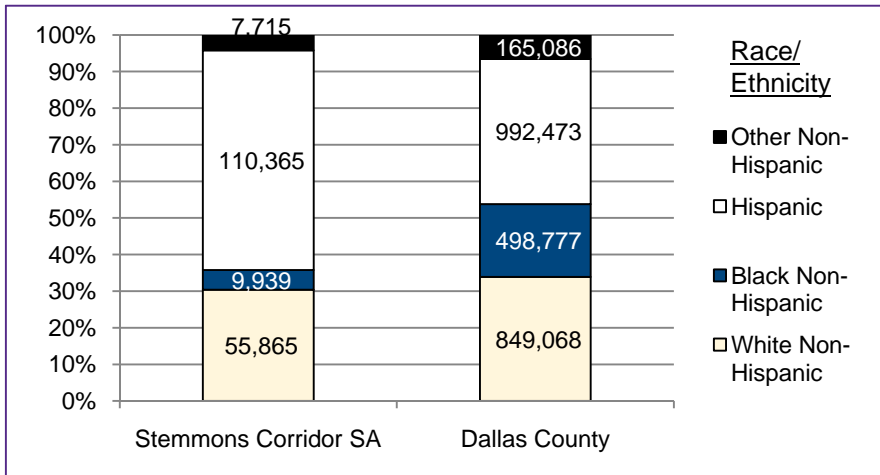 100%
90%
80%
70%
60%
50%
40%
30%
20%
10%
0%
7,715
110,365
9,939
55,865
165,086
992,473
498,777
849,068
Stemmons Corridor SA
Dallas County
Race/
Ethnicity
Other Non-
Hispanic
Hispanic
Black Non-
Hispanic
White Non-
Hispanic